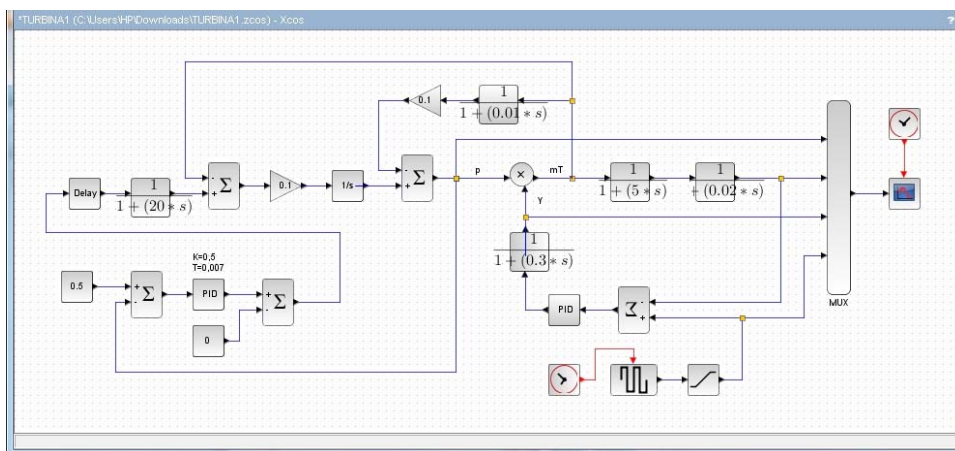 *TURBINA1 (C:\Users\HP\Downloads\TURBINA1.zcos) - Xcos
?
0.1
1
1 + (0.01 * s)
Delay
1
1 + (20 * s)
-
+
Σ
0.1
1/s
-
+
Σ
p
×
mT
Y
1
1 + (5 * s)
1
+ (0.02 * s)
1
1 + (0.3 * s)
MUX
K=0,5
T=0,007
0.5
+
-
Σ
PID
+
-
Σ
0
PID
Σ
-
+